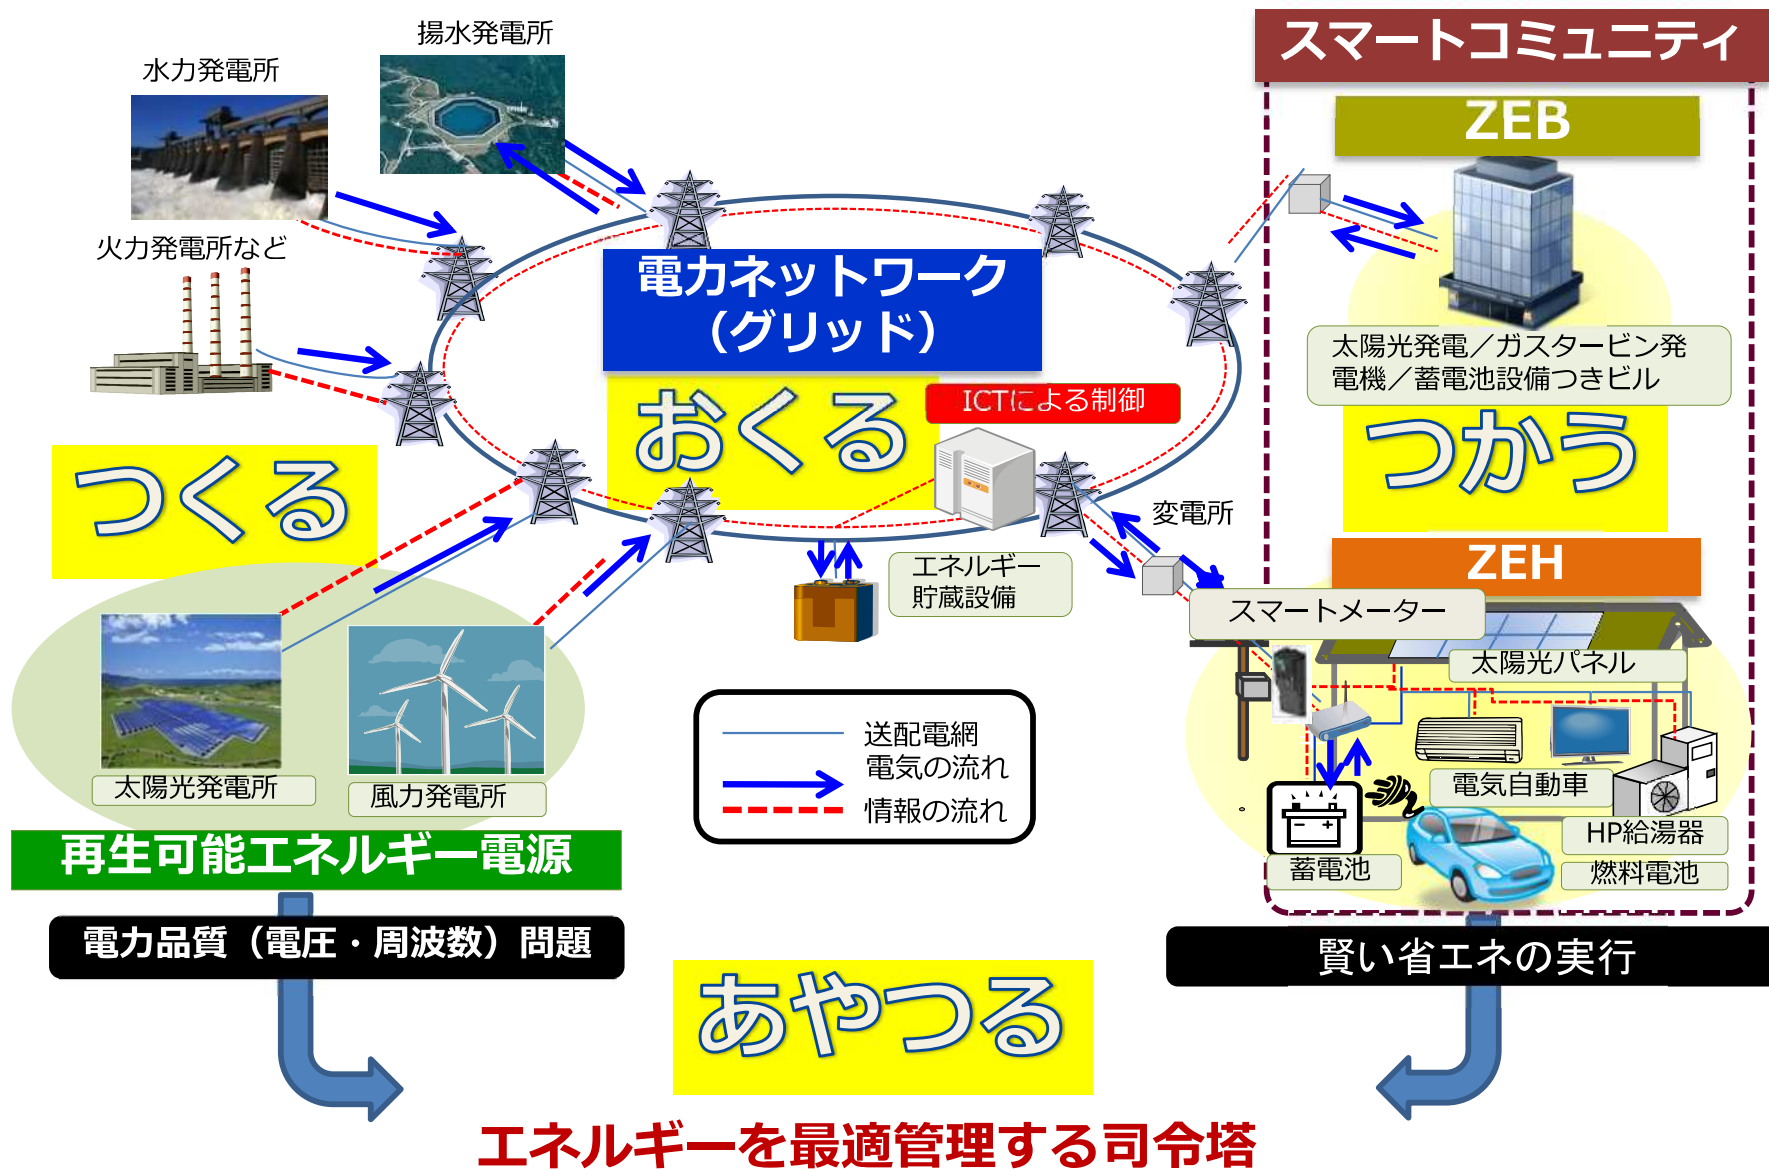 揚水発電所
水力発電所
火力発電所など
スマートコミュニティ
ZEB
電力ネットワーク
（グリッド）
太陽光発電／ガスタービン発
電機／蓄電池設備つきビル
ICTによる制御
おくる
つかう
つくる
変電所
ZEH
エネルギー
貯蔵設備
スマートメーター
太陽光パネル
送配電網
電気の流れ
情報の流れ
太陽光発電所
風力発電所
電気自動車
HP給湯器
蓄電池
燃料電池
再生可能エネルギー電源
電力品質（電圧・周波数）問題
賢い省エネの実行
あやつる
エネルギーを最適管理する司令塔